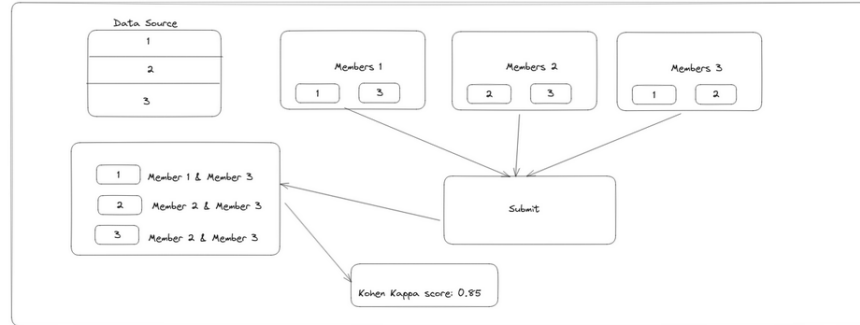 Data Source
1
2
3
Members 1
1 3
Members 2
2 3
Members 3
1 2
1 Member 1 & Member 3
2 Member 2 & Member 3
3 Member 2 & Member 3
Submit
Kohen Kappa score: 0.85